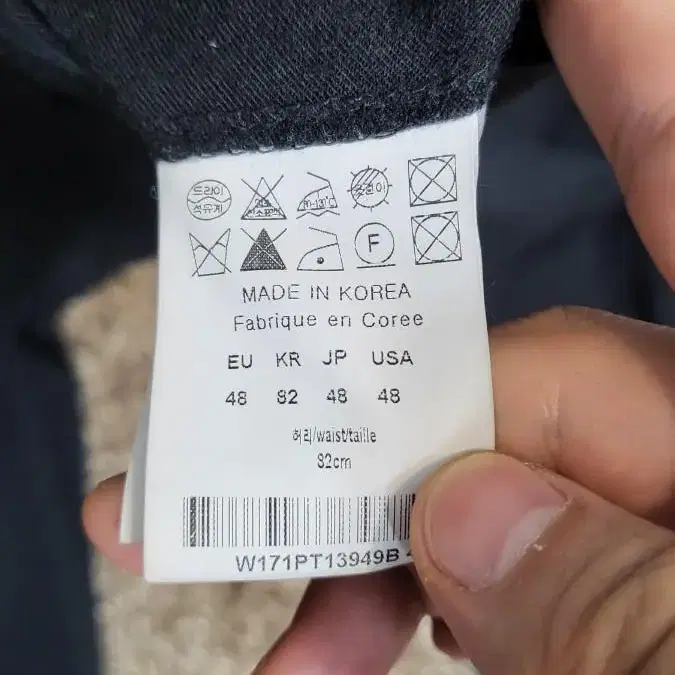 드라이
석유계
F
MADE IN KOREA
Fabrique en Coree
EU KR JP USA
48 82 48 48
허리/waist/taille
82cm
W171PT13949B